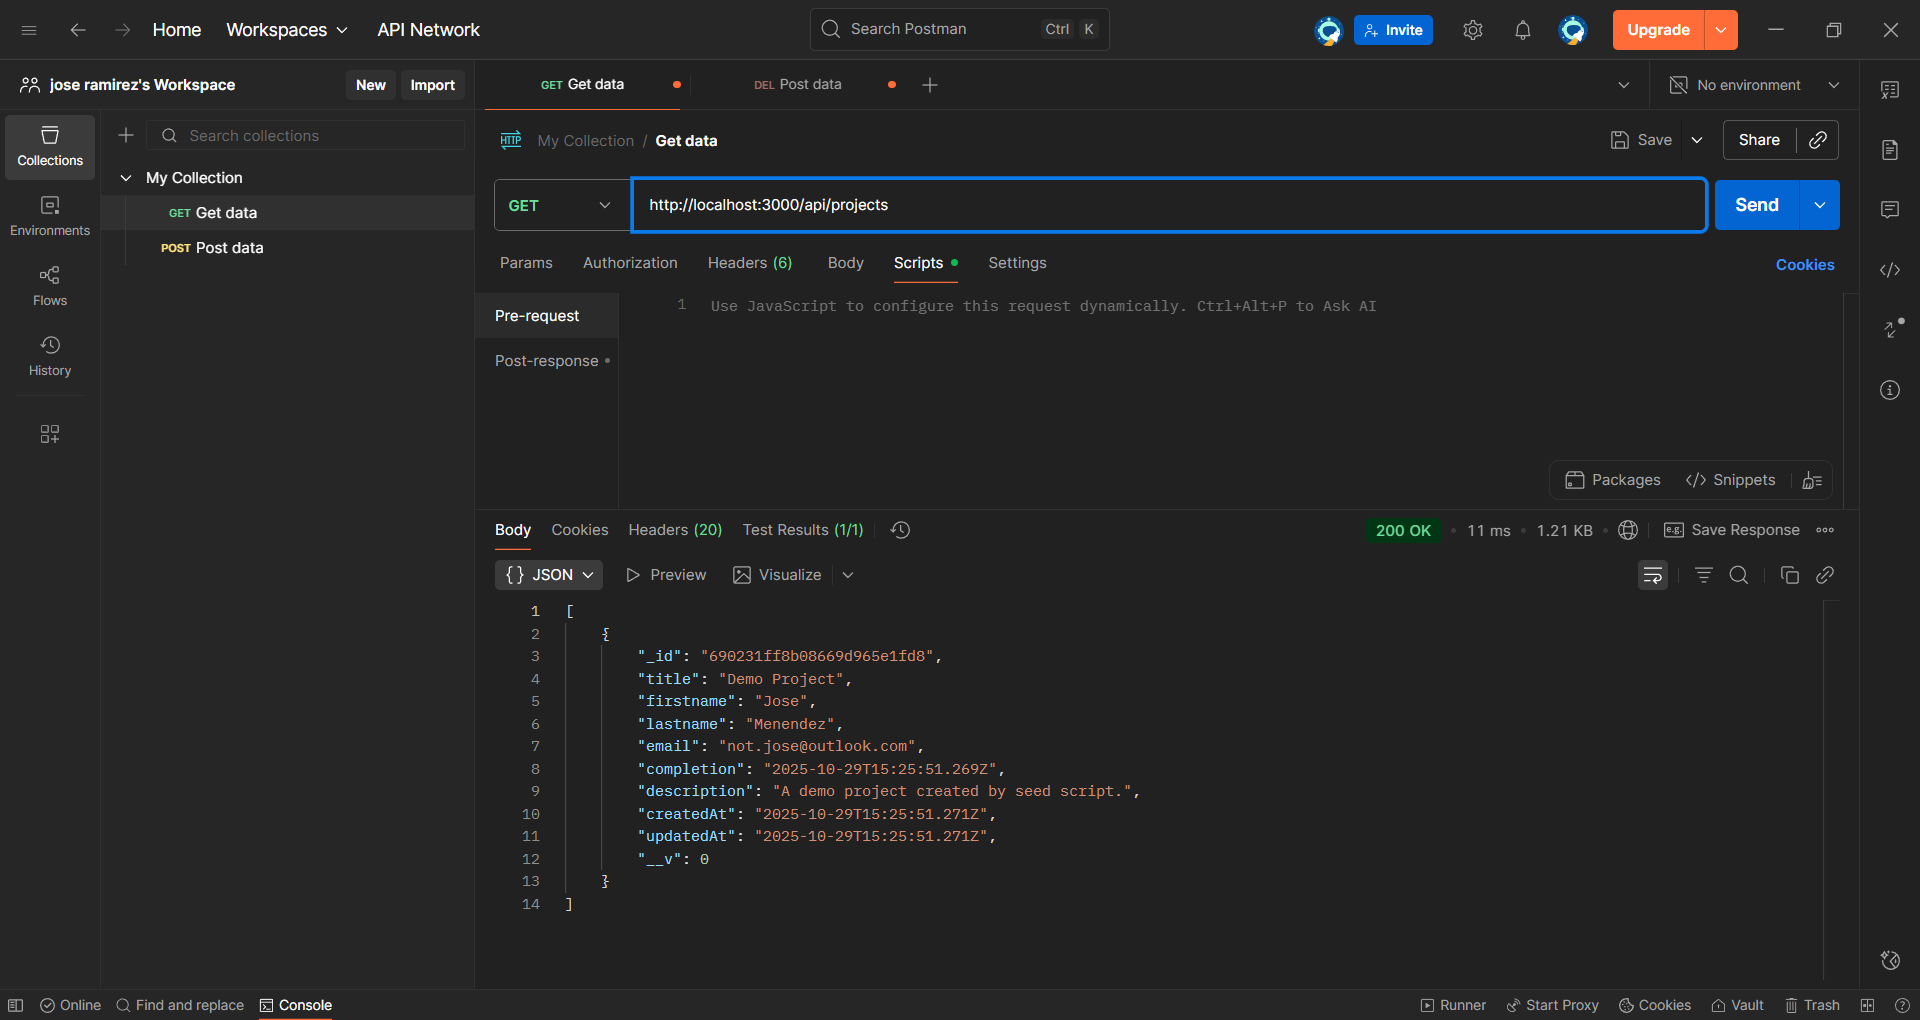 Home Workspaces API Network Search Postman Ctrl K Invite Upgrade
jose ramirez's Workspace New Import GET Get data DEL Post data No environment
Collections
Search collections
HTTP My Collection / Get data Save Share
My Collection
GET Get data
POST Post data
Environments
Flows
History
GET http://localhost:3000/api/projects Send
Params Authorization Headers (6) Body Scripts Settings Cookies
Pre-request
Post-response
1 Use JavaScript to configure this request dynamically. Ctrl+Alt+P to Ask AI
Packages </> Snippets
Body Cookies Headers (20) Test Results (1/1) 200 OK 11 ms 1.21 KB e.g. Save Response
{} JSON Preview Visualize
1 [
2 {
3 "_id": "690231ff8b08669d965e1fd8",
4 "title": "Demo Project",
5 "firstname": "Jose",
6 "lastname": "Menendez",
7 "email": "not.jose@outlook.com",
8 "completion": "2025-10-29T15:25:51.269Z",
9 "description": "A demo project created by seed script.",
10 "createdAt": "2025-10-29T15:25:51.271Z",
11 "updatedAt": "2025-10-29T15:25:51.271Z",
12 "__v": 0
13 }
14 ]
Online Find and replace Console Runner Start Proxy Cookies Vault Trash